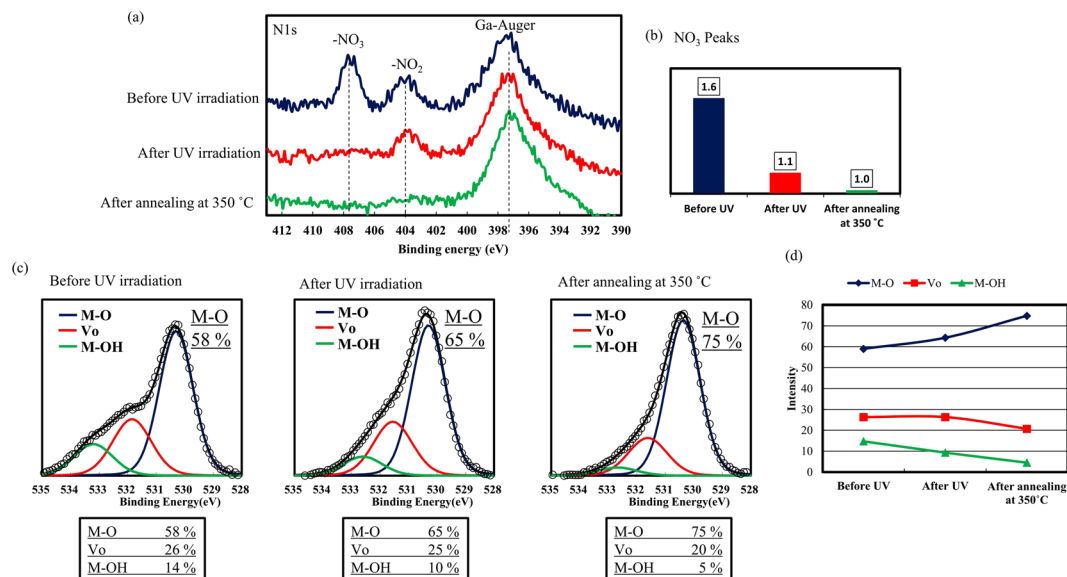 (a)
N1s
-NO3
-NO2
Ga-Auger
Before UV irradiation
After UV irradiation
After annealing at 350 ˚C
412 410 408 406 404 402 400 398 396 394 392 390
Binding energy (eV)
(b) NO3 Peaks
1.6
1.1
1.0
Before UV After UV After annealing
at 350 ˚C
(c)
Before UV irradiation
M-O
Vo
M-OH
M-O
58 %
535 534 533 532 531 530 529 528
Binding Energy(eV)
M-O 58 %
Vo 26 %
M-OH 14 %
After UV irradiation
M-O
Vo
M-OH
M-O
65 %
535 534 533 532 531 530 529 528
Binding Energy(eV)
M-O 65 %
Vo 25 %
M-OH 10 %
After annealing at 350 ˚C
M-O
Vo
M-OH
M-O
75 %
535 534 533 532 531 530 529 528
Binding Energy(eV)
M-O 75 %
Vo 20 %
M-OH 5 %
(d)
M-O Vo M-OH
80
70
60
50
40
30
20
10
0
Intensity
Before UV After UV After annealing
at 350˚C